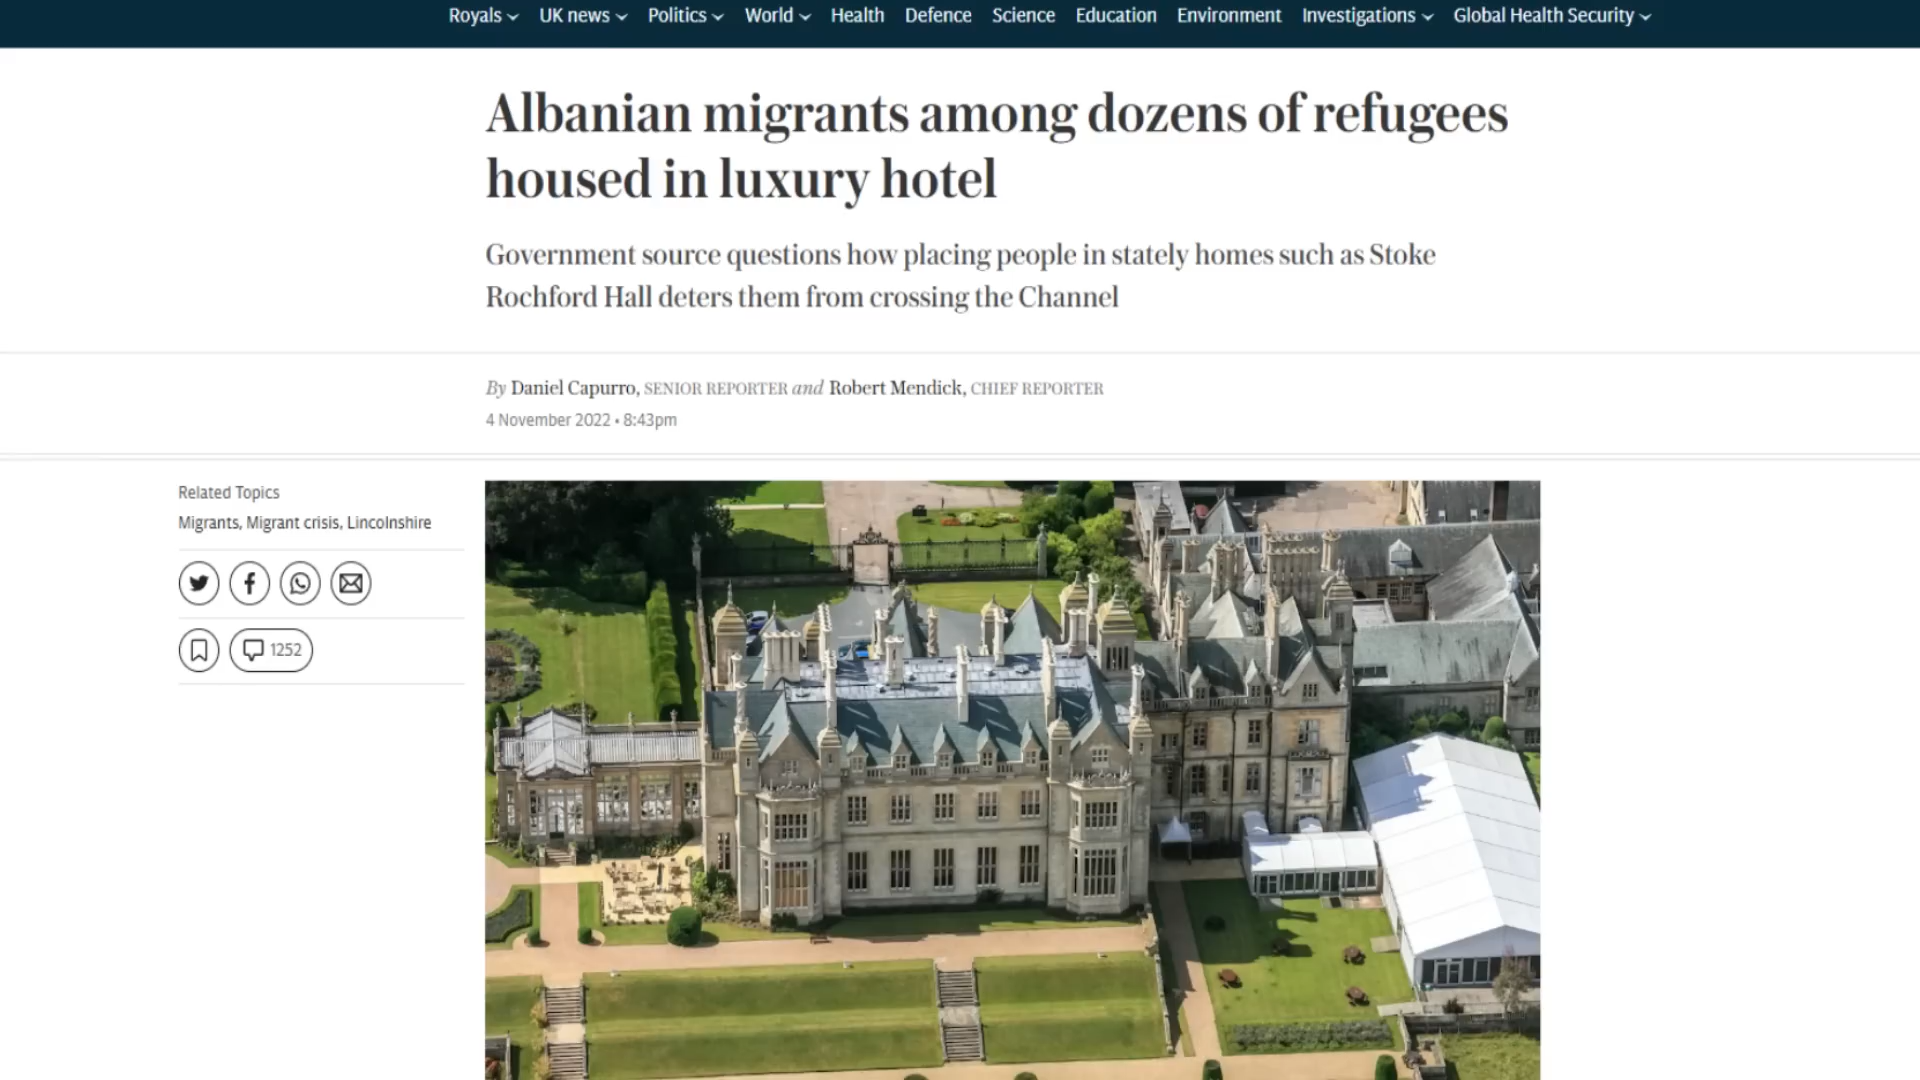 Royals UK news Politics World Health Defence Science Education Environment Investigations Global Health Security
Albanian migrants among dozens of refugees
housed in luxury hotel
Government source questions how placing people in stately homes such as Stoke
Rochford Hall deters them from crossing the Channel
By Daniel Capurro, SENIOR REPORTER and Robert Mendick, CHIEF REPORTER
4 November 2022 • 8:43pm
Related Topics
Migrants, Migrant crisis, Lincolnshire
1252